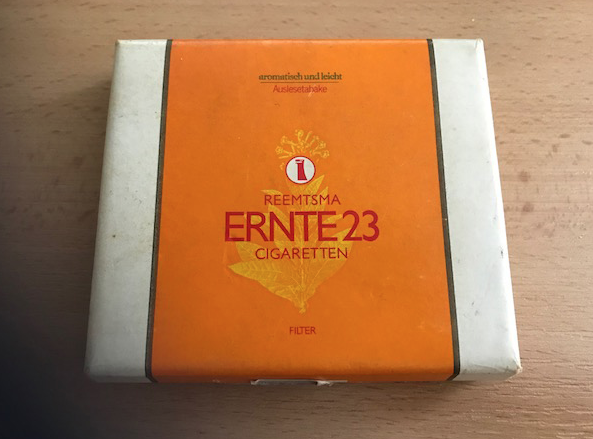 aromatisch und leicht
Auslesetabake
REEMTSMA
ERNTE 23
CIGARETTEN
FILTER